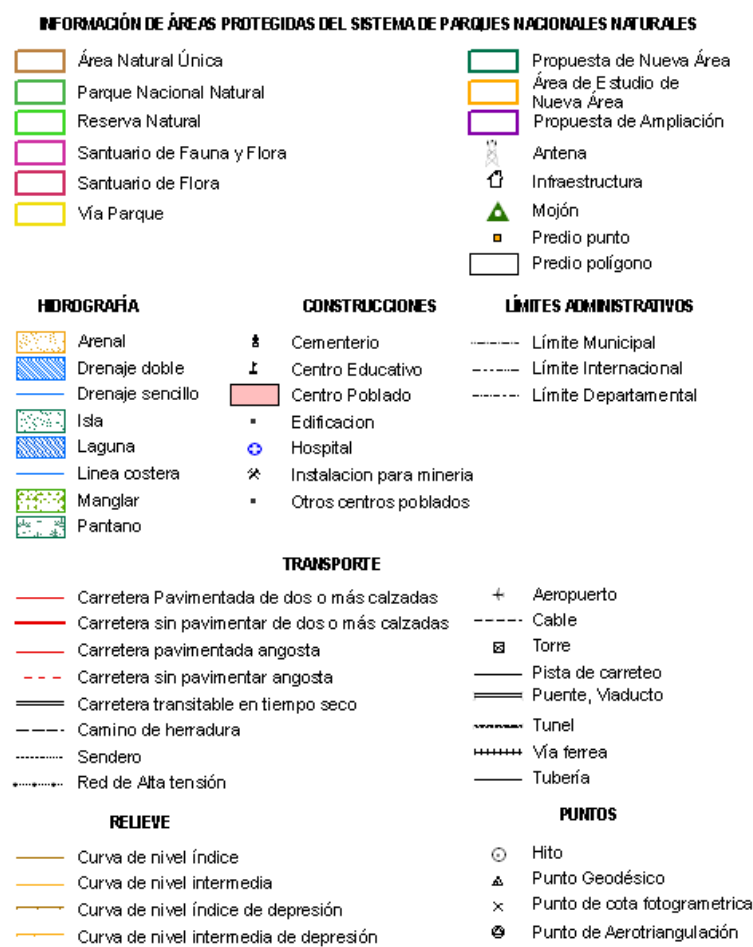 INFORMACIÓN DE ÁREAS PROTEGIDAS DEL SISTEMA DE PARQUES NACIONALES NATURALES
Área Natural Única
Parque Nacional Natural
Reserva Natural
Santuario de Fauna y Flora
Santuario de Flora
Vía Parque
Propuesta de Nueva Área
Área de Estudio de
Nueva Área
Propuesta de Ampliación
Antena
Infraestructura
Mojón
Predio punto
Predio polígono
HIDROGRAFÍA
Arenal
Drenaje doble
Drenaje sencillo
Isla
Laguna
Linea costera
Manglar
Pantano
CONSTRUCCIONES
Cementerio
Centro Educativo
Centro Poblado
Edificacion
Hospital
Instalacion para mineria
Otros centros poblados
LÍMITES ADMINISTRATIVOS
Límite Municipal
Límite Internacional
Límite Departamental
TRANSPORTE
Carretera Pavimentada de dos o más calzadas
Carretera sin pavimentar de dos o más calzadas
Carretera pavimentada angosta
Carretera sin pavimentar angosta
Carretera transitable en tiempo seco
Camino de herradura
Sendero
Red de Alta tensión
Aeropuerto
Cable
Torre
Pista de carreteo
Puente, Viaducto
Tunel
Vía ferrea
Tubería
RELIEVE
Curva de nivel índice
Curva de nivel intermedia
Curva de nivel índice de depresión
Curva de nivel intermedia de depresión
PUNTOS
Hito
Punto Geodésico
Punto de cota fotogrametrica
Punto de Aerotriangulación